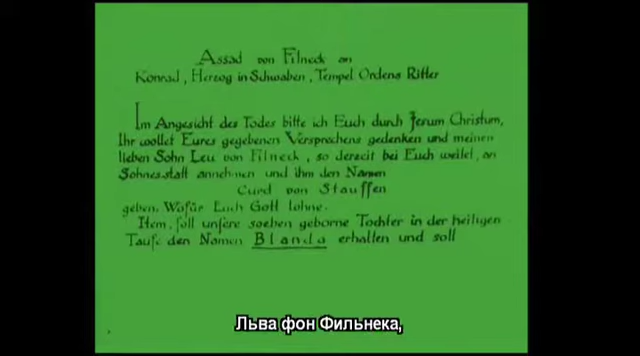 Assad von Filneck an
Konrad, Herzog in Schwaben, Tempel Ordens Ritter
Im Angesicht des Todes bitte ich Euch durch Jesum Christum,
Ihr wollet Eures gegebenen Versprechens gedenken und meinen
lieben Sohn Leu von Filneck, so derzeit bei Euch weilet, an
Sohnesstatt annehmen und ihm den Namen
Curd von Stauffen
geben. Wofür Euch Gott lohne.
Item, soll unsere soeben geborne Tochter in der heiligen
Taufe den Namen Blanda erhalten und soll
Льва фон Фильнека,